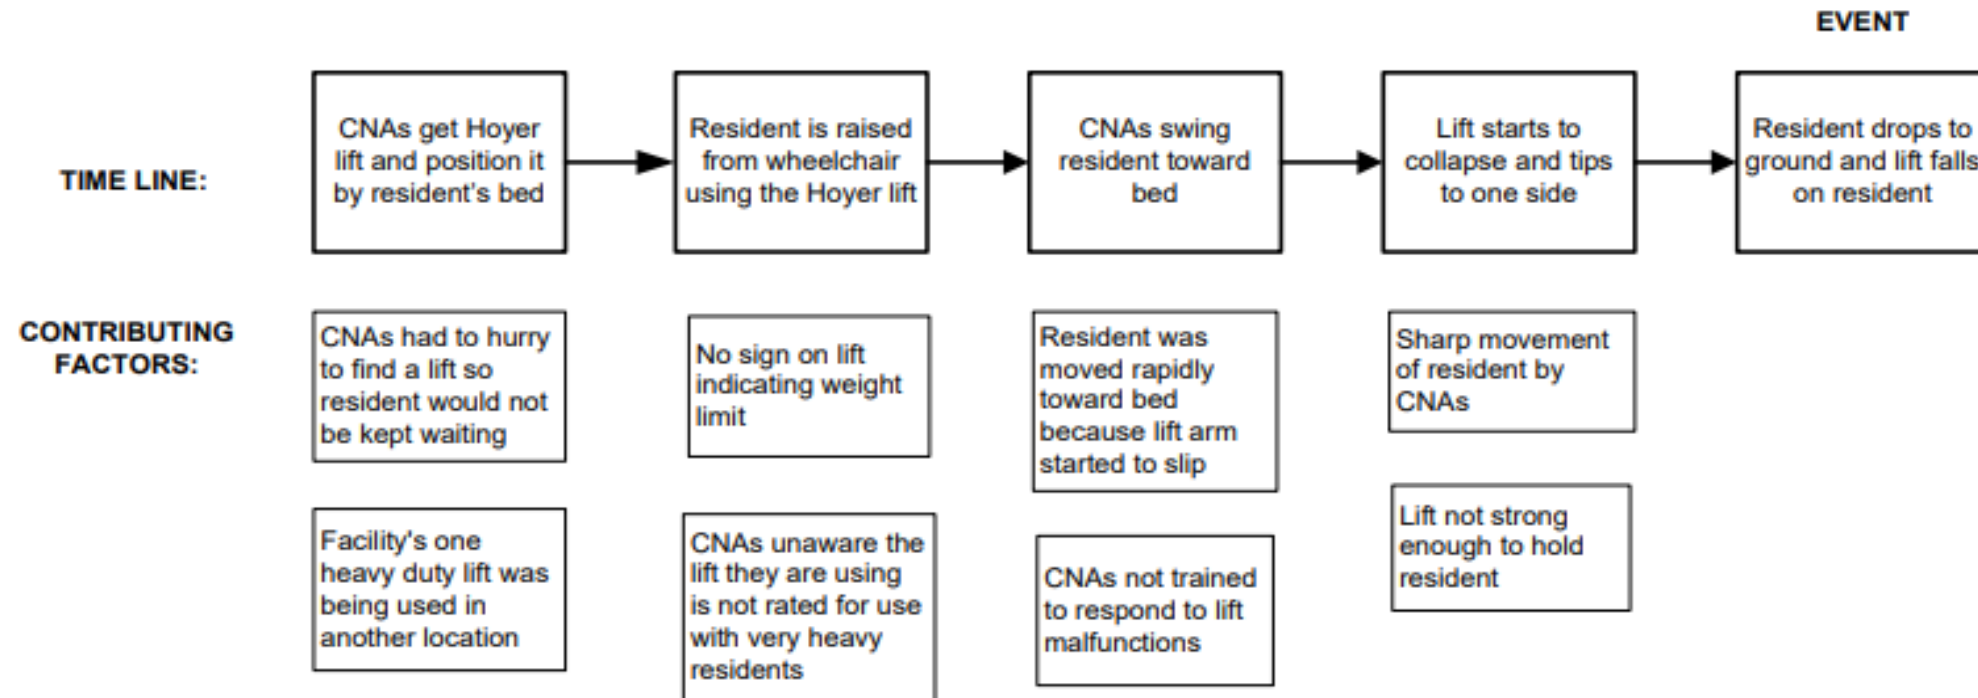 EVENT
TIME LINE:
CNAs get Hoyer
lift and position it
by resident's bed
Resident is raised
from wheelchair
using the Hoyer lift
CNAs swing
resident toward
bed
Lift starts to
collapse and tips
to one side
Resident drops to
ground and lift falls
on resident
CONTRIBUTING
FACTORS:
CNAs had to hurry
to find a lift so
resident would not
be kept waiting
No sign on lift
indicating weight
limit
Resident was
moved rapidly
toward bed
because lift arm
started to slip
Sharp movement
of resident by
CNAs
Facility's one
heavy duty lift was
being used in
another location
CNAs unaware the
lift they are using
is not rated for use
with very heavy
residents
CNAs not trained
to respond to lift
malfunctions
Lift not strong
enough to hold
resident